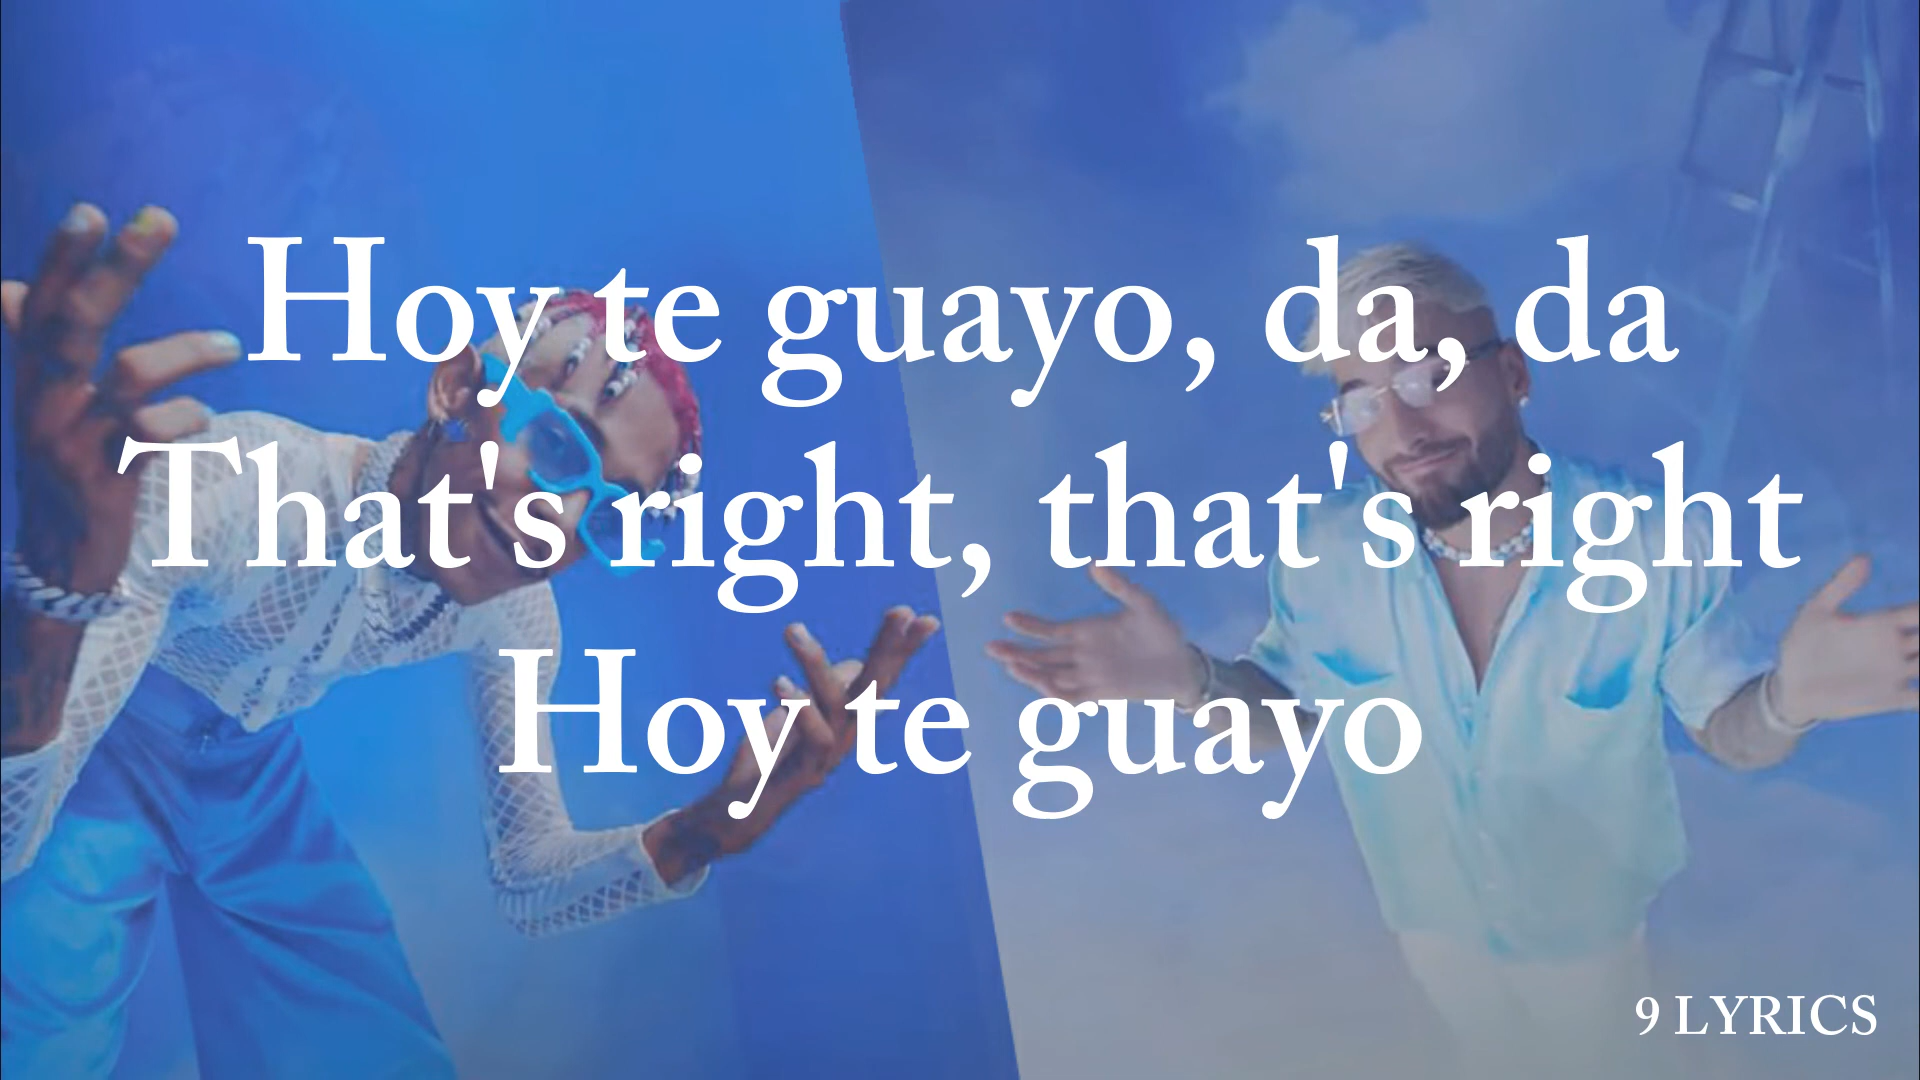 Hoy te guayo, da, da
That's right, that's right
Hoy te guayo
9 LYRICS